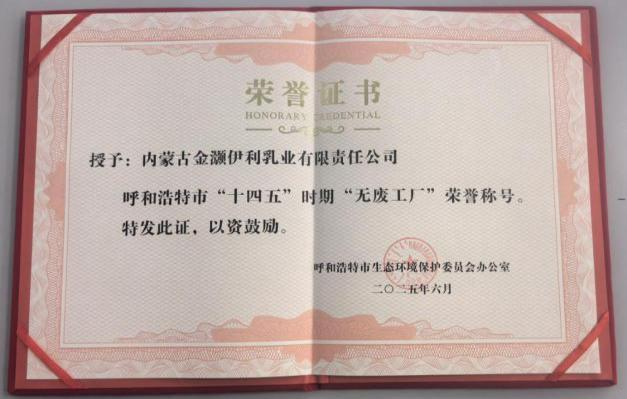 荣誉证书
HONORARY CREDENTIAL
授予：内蒙古金灏伊利乳业有限责任公司
呼和浩特市“十四五”时期“无废工厂”荣誉称号。
特发此证，以资鼓励。
呼和浩特市生态环境保护委员会办公室
二〇二五年六月